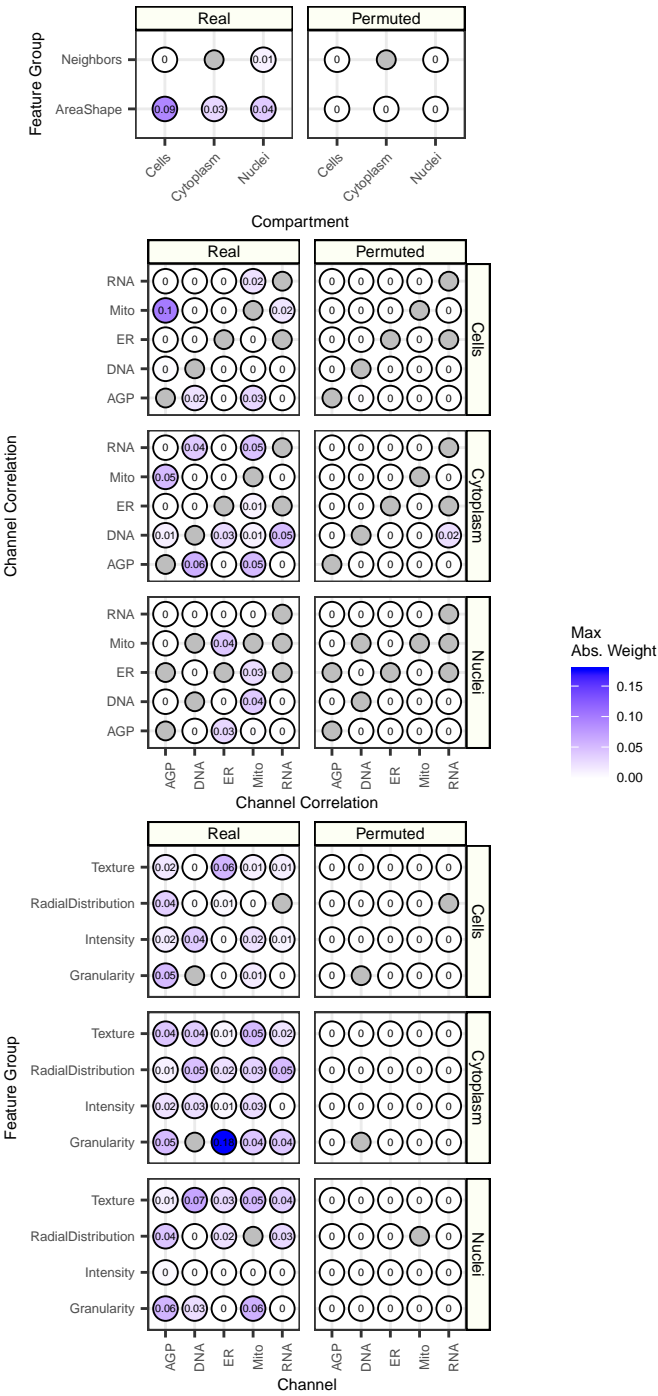 Real Permuted
Feature Group
Neighbors 0 0.01 0 0
AreaShape 0.09 0.03 0.04 0 0 0
Cells Cytoplasm Nuclei Cells Cytoplasm Nuclei
Compartment
Real Permuted
Channel Correlation
Cells
RNA 0 0 0 0.02 0 0 0 0
Mito 0.1 0 0 0.02 0 0 0 0
ER 0 0 0 0 0 0
DNA 0 0 0 0 0 0 0 0
AGP 0.02 0 0.03 0 0 0 0 0
Cytoplasm
RNA 0 0.04 0 0.05 0 0 0 0
Mito 0.05 0 0 0 0 0 0 0
ER 0 0 0.01 0 0 0
DNA 0.01 0.03 0.01 0.05 0 0 0 0.02
AGP 0.06 0 0.05 0 0 0 0 0
Nuclei
RNA 0 0 0 0 0 0 0 0
Mito 0 0.04 0 0
ER 0 0.03 0 0
DNA 0 0 0.04 0 0 0 0 0
AGP 0 0.03 0 0 0 0 0 0
AGP DNA ER Mito RNA AGP DNA ER Mito RNA
Channel Correlation
Max
Abs. Weight
0.15
0.10
0.05
0.00
Real Permuted
Feature Group
Cells
Texture 0.02 0 0.06 0.01 0.01 0 0 0 0 0
RadialDistribution 0.04 0 0.01 0 0 0 0 0
Intensity 0.02 0.04 0 0.02 0.01 0 0 0 0 0
Granularity 0.05 0 0.01 0 0 0 0 0
Cytoplasm
Texture 0.04 0.04 0.01 0.05 0.02 0 0 0 0 0
RadialDistribution 0.01 0.05 0.02 0.03 0.05 0 0 0 0 0
Intensity 0.02 0.03 0.01 0.03 0 0 0 0 0 0
Granularity 0.05 0.04 0.04 0 0 0 0
Nuclei
Texture 0.01 0.07 0.03 0.05 0.04 0 0 0 0 0
RadialDistribution 0.04 0 0.02 0.03 0 0 0 0
Intensity 0 0 0 0 0 0 0 0 0 0
Granularity 0.06 0.03 0 0.06 0 0 0 0 0 0
AGP DNA ER Mito RNA AGP DNA ER Mito RNA
Channel